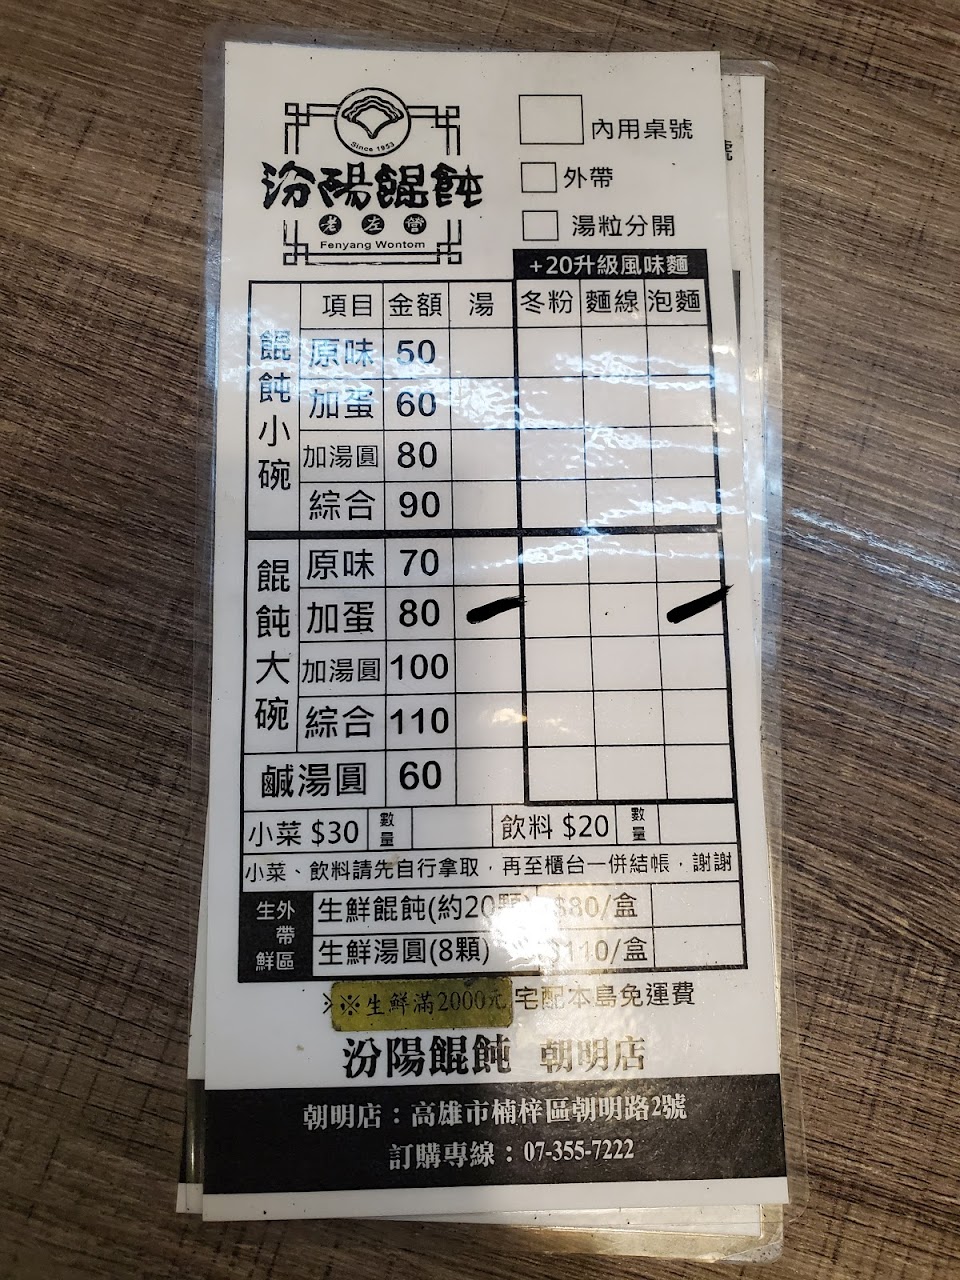 Since 1953
汾陽餛飩
老左營
Fenyang Wontom
內用桌號
外帶
湯粒分開
+20升級風味麵
項目 金額 湯 冬粉 麵線 泡麵
餛飩小碗
原味 50
加蛋 60
加湯圓 80
綜合 90
餛飩大碗
原味 70
加蛋 80
加湯圓 100
綜合 110
鹹湯圓 60
小菜 $30 數量 飲料 $20 數量
小菜、飲料請先自行拿取，再至櫃台一併結帳，謝謝
生鮮外帶區
生鮮餛飩(約20顆) $80/盒
生鮮湯圓(8顆) $110/盒
※生鮮滿2000元 宅配本島免運費
汾陽餛飩 朝明店
朝明店：高雄市楠梓區朝明路2號
訂購專線：07-355-7222
號